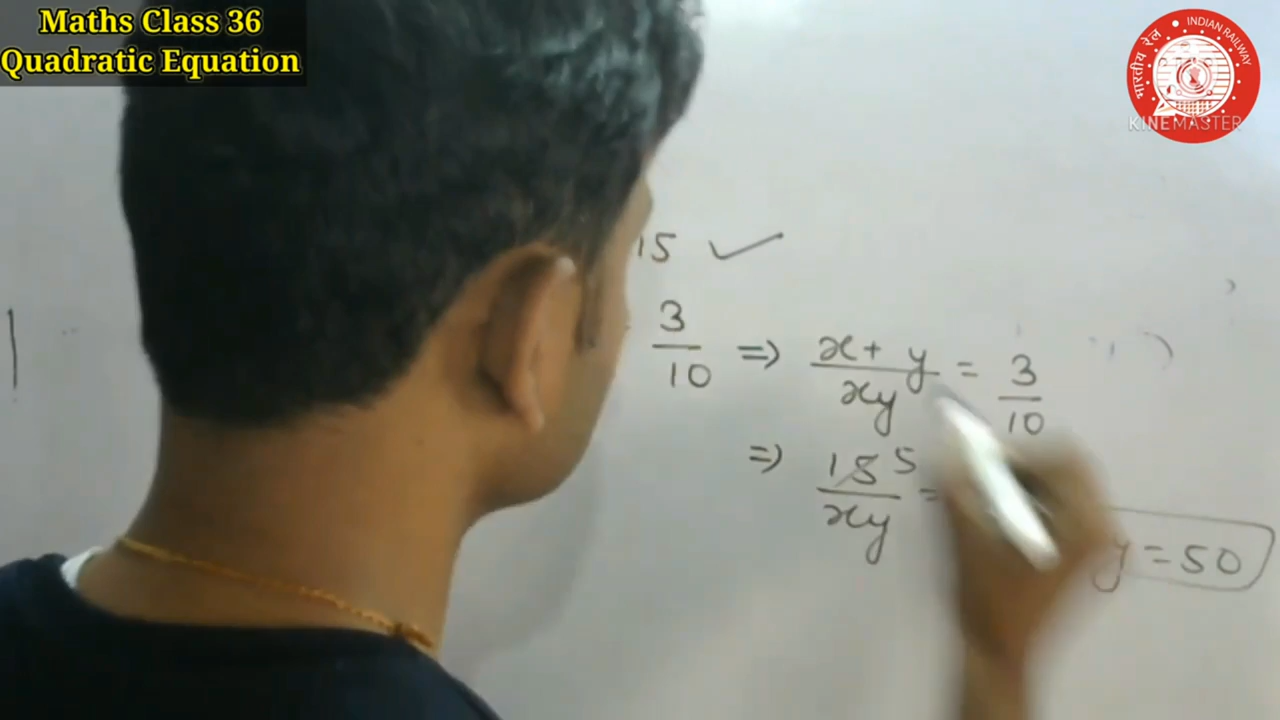 Maths Class 36
Quadratic Equation
भारतीय रेल INDIAN RAILWAY
KINEMASTER
15 ✓
3/10 => x+y/xy = 3/10
=> 15 5/xy =
y = 50